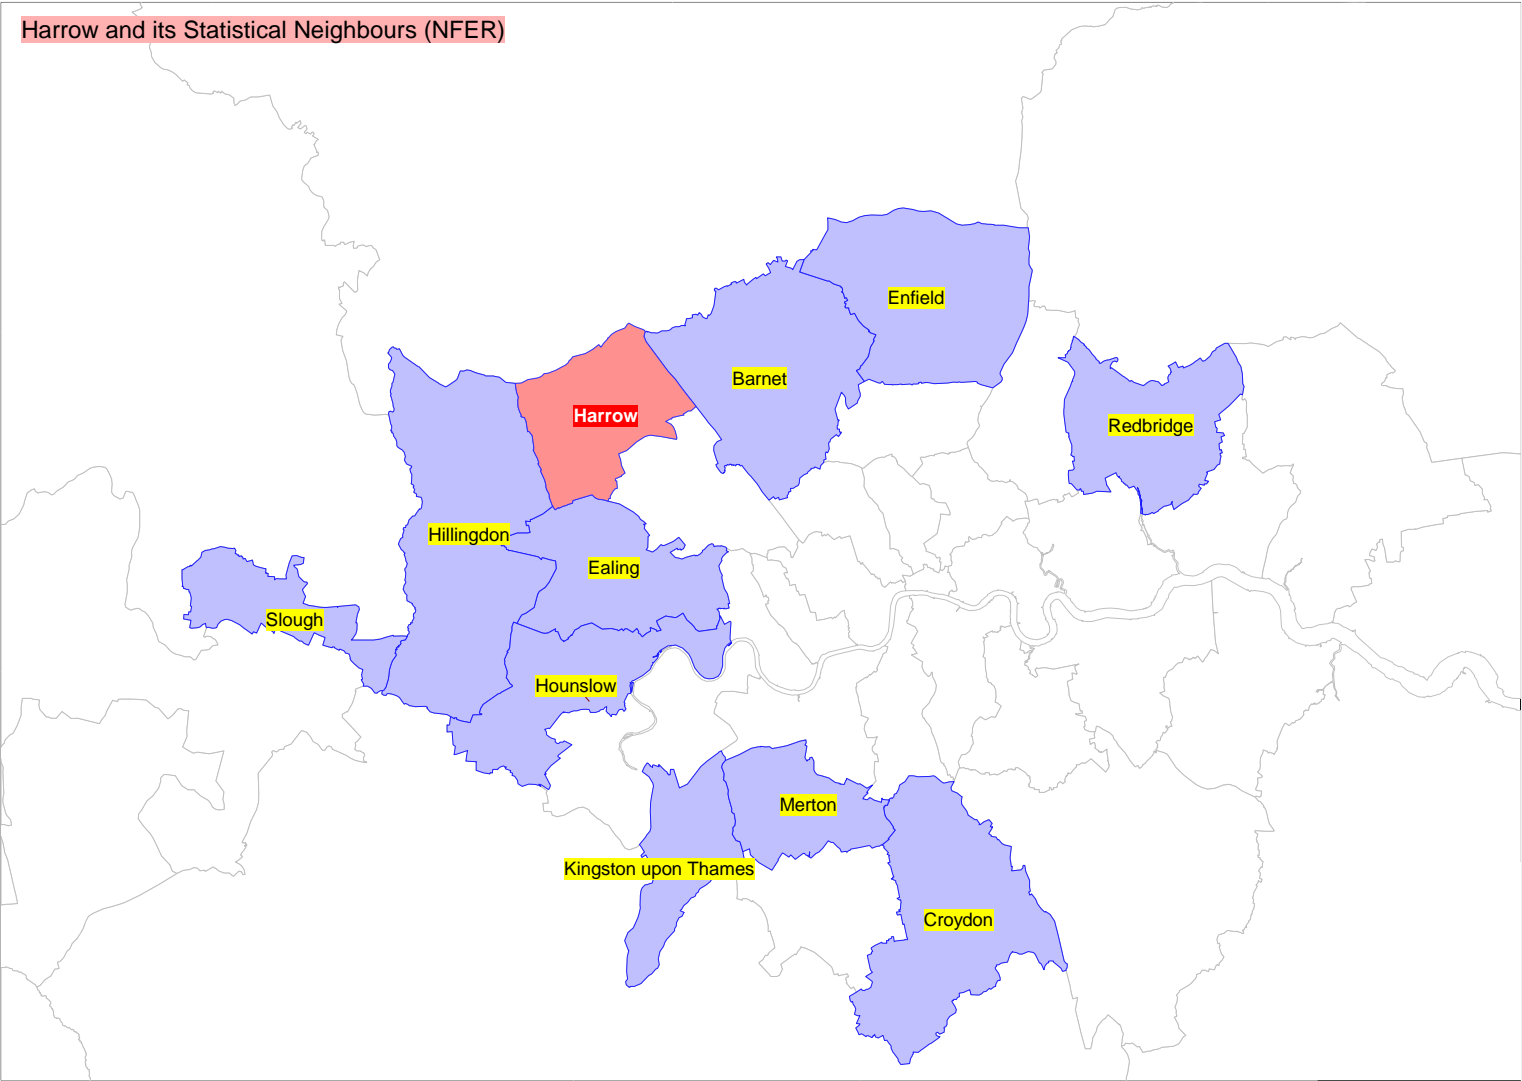 Harrow and its Statistical Neighbours (NFER)
Enfield
Barnet
Harrow
Redbridge
Hillingdon
Ealing
Slough
Hounslow
Merton
Kingston upon Thames
Croydon